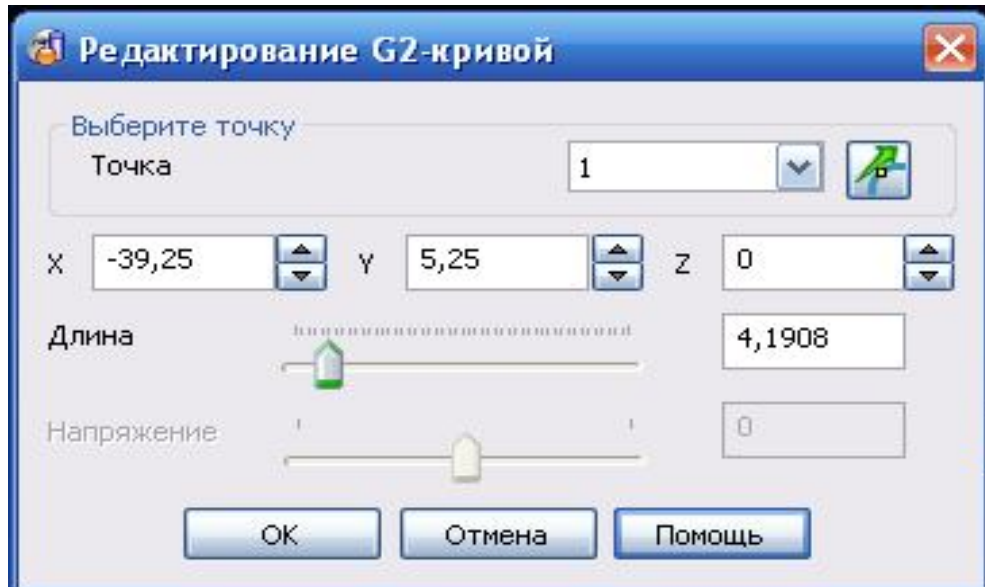 Редактирование G2-кривой
Выберите точку
Точка 1
X -39,25 Y 5,25 Z 0
Длина 4,1908
Напряжение 0
OK Отмена Помощь